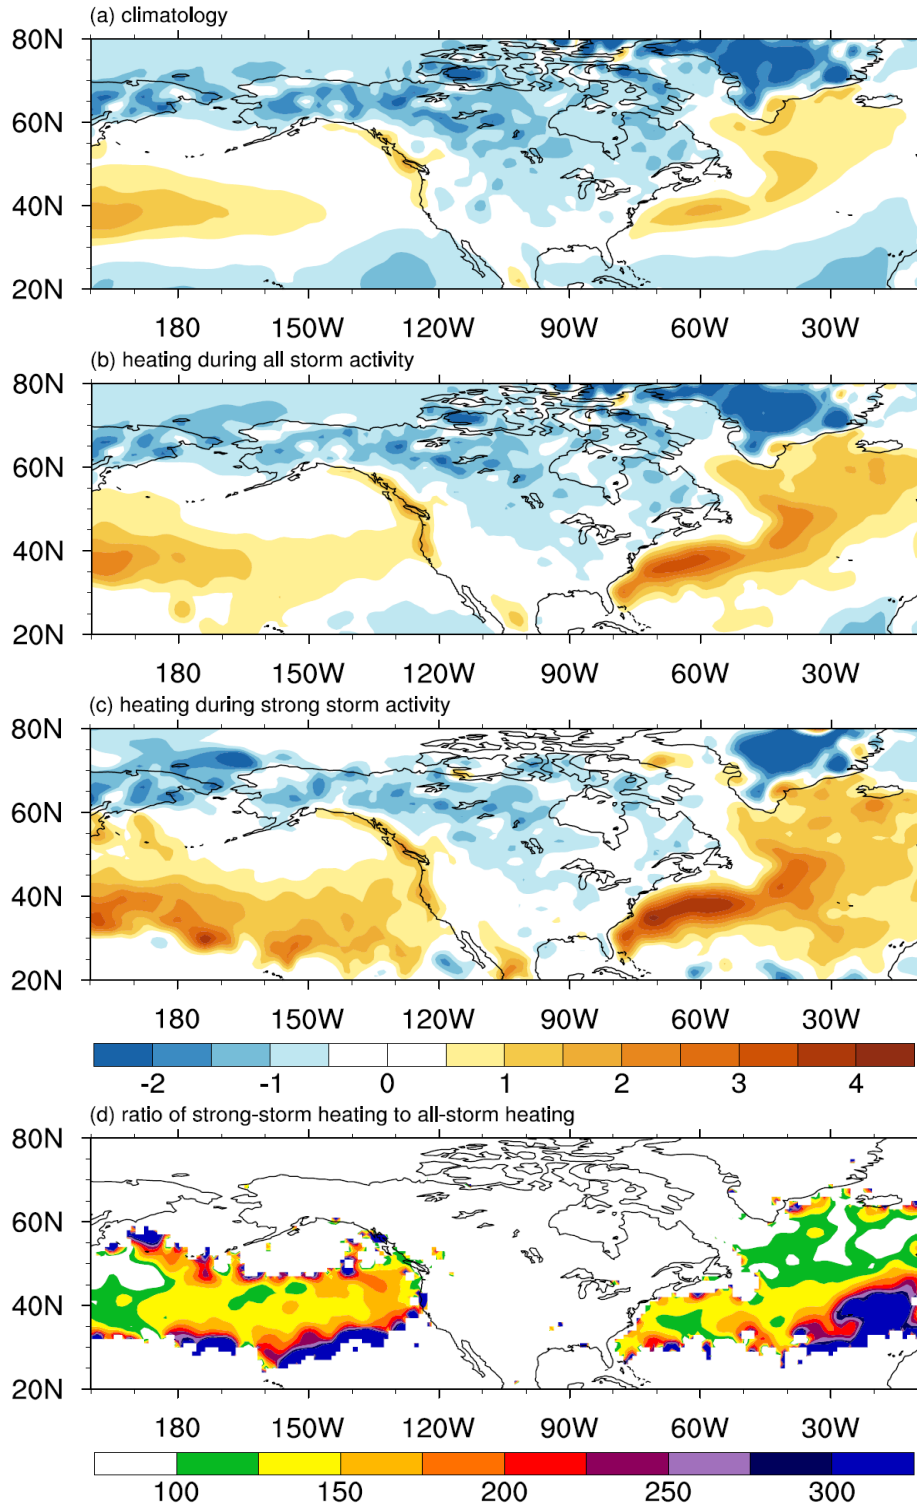 (a) climatology
80N
60N
40N
20N
180 150W 120W 90W 60W 30W
(b) heating during all storm activity
80N
60N
40N
20N
180 150W 120W 90W 60W 30W
(c) heating during strong storm activity
80N
60N
40N
20N
180 150W 120W 90W 60W 30W
-2 -1 0 1 2 3 4
(d) ratio of strong-storm heating to all-storm heating
80N
60N
40N
20N
180 150W 120W 90W 60W 30W
100 150 200 250 300